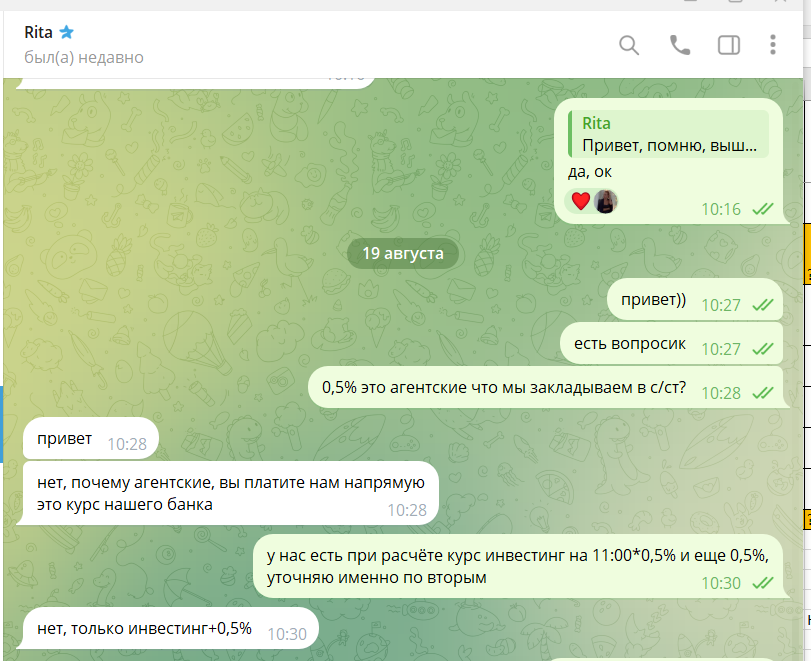 Rita
был(а) недавно
Rita
Привет, помню, выш...
да, ок
10:16
19 августа
привет)) 10:27
есть вопросик 10:27
0,5% это агентские что мы закладываем в с/ст? 10:28
привет 10:28
нет, почему агентские, вы платите нам напрямую
это курс нашего банка
10:28
у нас есть при расчёте курс инвестинг на 11:00*0,5% и еще 0,5%,
уточняю именно по вторым
10:30
нет, только инвестинг+0,5% 10:30